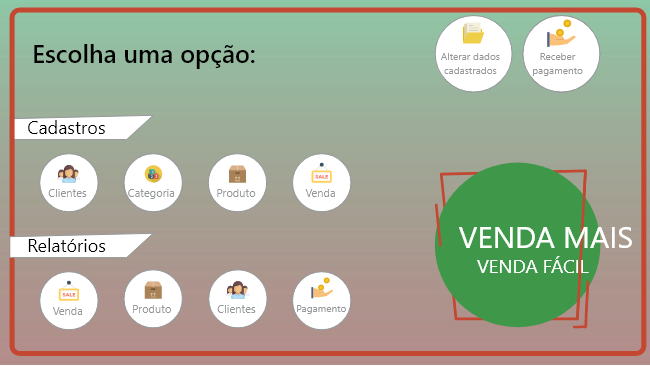 Escolha uma opção:
Alterar dados
cadastrados
Receber
pagamento
Cadastros
Clientes
Categoria
Produto
SALE
Venda
VENDA MAIS
VENDA FÁCIL
Relatórios
SALE
Venda
Produto
Clientes
Pagamento